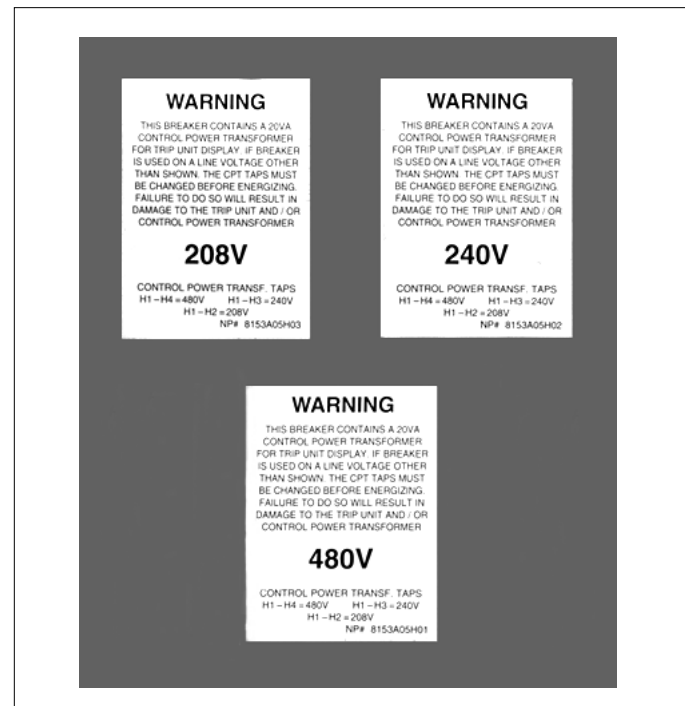 WARNING
THIS BREAKER CONTAINS A 20VA
CONTROL POWER TRANSFORMER
FOR TRIP UNIT DISPLAY. IF BREAKER
IS USED ON A LINE VOLTAGE OTHER
THAN SHOWN. THE CPT TAPS MUST
BE CHANGED BEFORE ENERGIZING.
FAILURE TO DO SO WILL RESULT IN
DAMAGE TO THE TRIP UNIT AND / OR
CONTROL POWER TRANSFORMER
208V
CONTROL POWER TRANSF. TAPS
H1-H4=480V H1-H3=240V
H1-H2=208V
NP# 8153A05H03
WARNING
THIS BREAKER CONTAINS A 20VA
CONTROL POWER TRANSFORMER
FOR TRIP UNIT DISPLAY. IF BREAKER
IS USED ON A LINE VOLTAGE OTHER
THAN SHOWN. THE CPT TAPS MUST
BE CHANGED BEFORE ENERGIZING.
FAILURE TO DO SO WILL RESULT IN
DAMAGE TO THE TRIP UNIT AND / OR
CONTROL POWER TRANSFORMER
240V
CONTROL POWER TRANSF. TAPS
H1-H4=480V H1-H3=240V
H1-H2=208V
NP# 8153A05H02
WARNING
THIS BREAKER CONTAINS A 20VA
CONTROL POWER TRANSFORMER
FOR TRIP UNIT DISPLAY. IF BREAKER
IS USED ON A LINE VOLTAGE OTHER
THAN SHOWN. THE CPT TAPS MUST
BE CHANGED BEFORE ENERGIZING.
FAILURE TO DO SO WILL RESULT IN
DAMAGE TO THE TRIP UNIT AND / OR
CONTROL POWER TRANSFORMER
480V
CONTROL POWER TRANSF. TAPS
H1-H4=480V H1-H3=240V
H1-H2=208V
NP# 8153A05H01